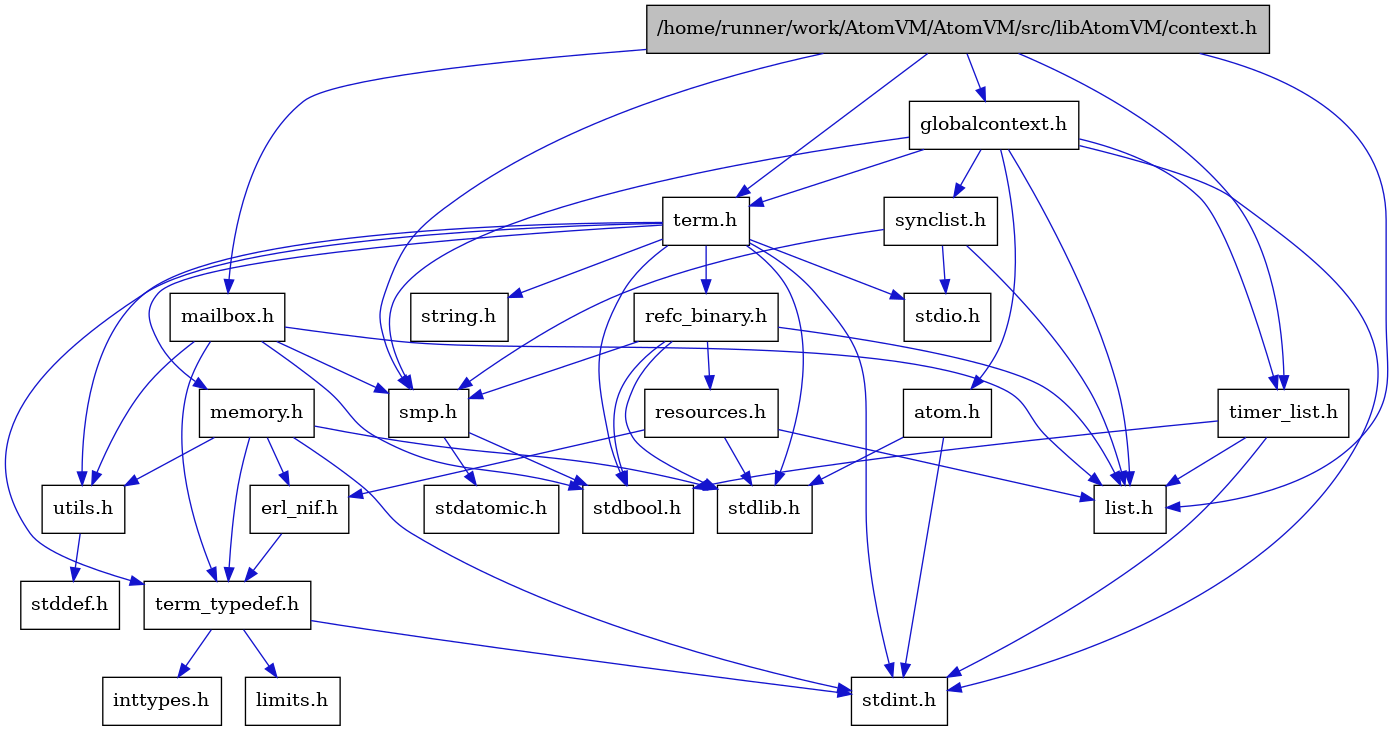 /home/runner/work/AtomVM/AtomVM/src/libAtomVM/context.h
globalcontext.h
term.h
synclist.h
mailbox.h
string.h
refc_binary.h
stdio.h
memory.h
smp.h
resources.h
atom.h
timer_list.h
utils.h
erl_nif.h
stdatomic.h
stdbool.h
stdlib.h
list.h
stddef.h
term_typedef.h
inttypes.h
limits.h
stdint.h